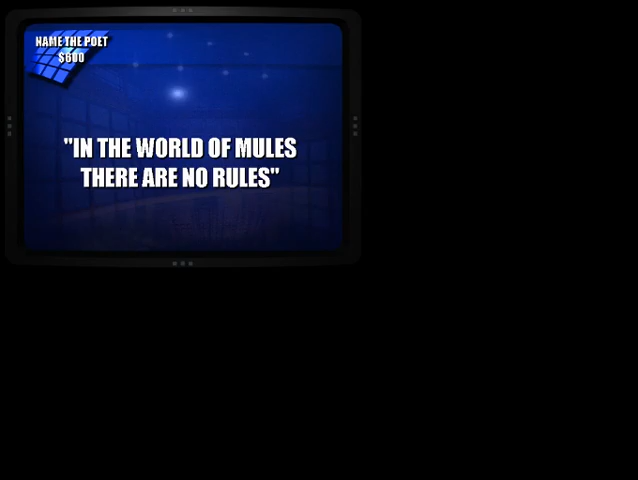 NAME THE POET
$600
"IN THE WORLD OF MULES
THERE ARE NO RULES"